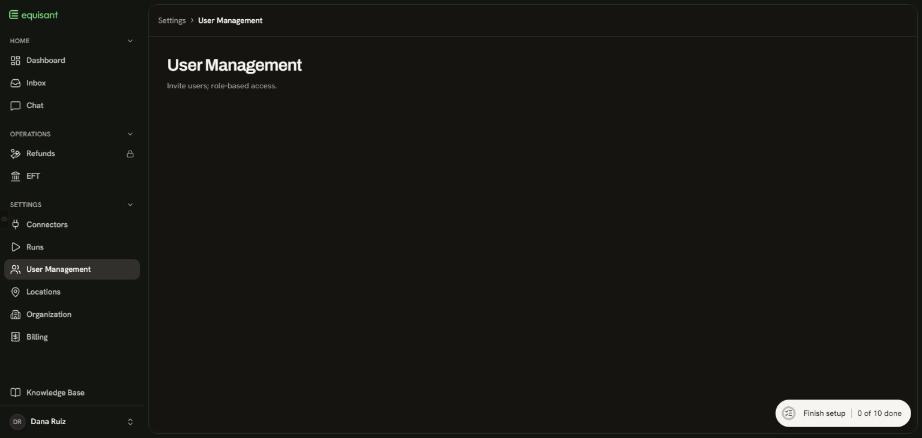 equisant
HOME
Dashboard
Inbox
Chat
OPERATIONS
Refunds
EFT
SETTINGS
Connectors
Runs
User Management
Locations
Organization
Billing
Knowledge Base
DR Dana Ruiz
Settings > User Management
User Management
Invite users; role-based access.
Finish setup | 0 of 10 done